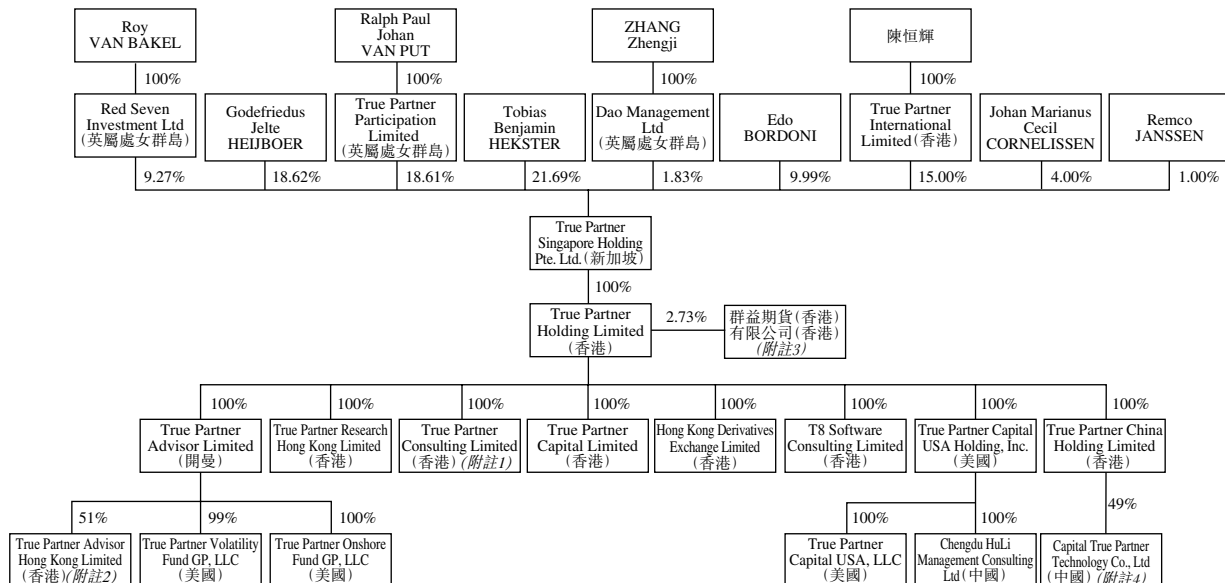 Roy
VAN BAKEL
Ralph Paul
Johan
VAN PUT
ZHANG
Zhengji
陳恒輝
100%
100%
100%
100%
Red Seven
Investment Ltd
(英屬處女群島)
Godefriedus
Jelte
HEIJBOER
True Partner
Participation
Limited
(英屬處女群島)
Tobias
Benjamin
HEKSTER
Dao Management
Ltd
(英屬處女群島)
Edo
BORDONI
True Partner
International
Limited(香港)
Johan Marianus
Cecil
CORNELISSEN
Remco
JANSSEN
9.27%
18.62%
18.61%
21.69%
1.83%
9.99%
15.00%
4.00%
1.00%
True Partner
Singapore Holding
Pte. Ltd.(新加坡)
100%
True Partner
Holding Limited
(香港)
2.73%
群益期貨(香港)
有限公司(香港)
(附註3)
100%
100%
100%
100%
100%
100%
100%
100%
True Partner
Advisor Limited
(開曼)
True Partner Research
Hong Kong Limited
(香港)
True Partner
Consulting Limited
(香港)(附註1)
True Partner
Capital Limited
(香港)
Hong Kong Derivatives
Exchange Limited
(香港)
T8 Software
Consulting Limited
(香港)
True Partner Capital
USA Holding, Inc.
(美國)
True Partner China
Holding Limited
(香港)
51%
99%
100%
100%
100%
49%
True Partner Advisor
Hong Kong Limited
(香港)(附註2)
True Partner Volatility
Fund GP, LLC
(美國)
True Partner Onshore
Fund GP, LLC
(美國)
True Partner
Capital USA, LLC
(美國)
Chengdu HuLi
Management Consulting
Ltd(中國)
Capital True Partner
Technology Co., Ltd
(中國)(附註4)